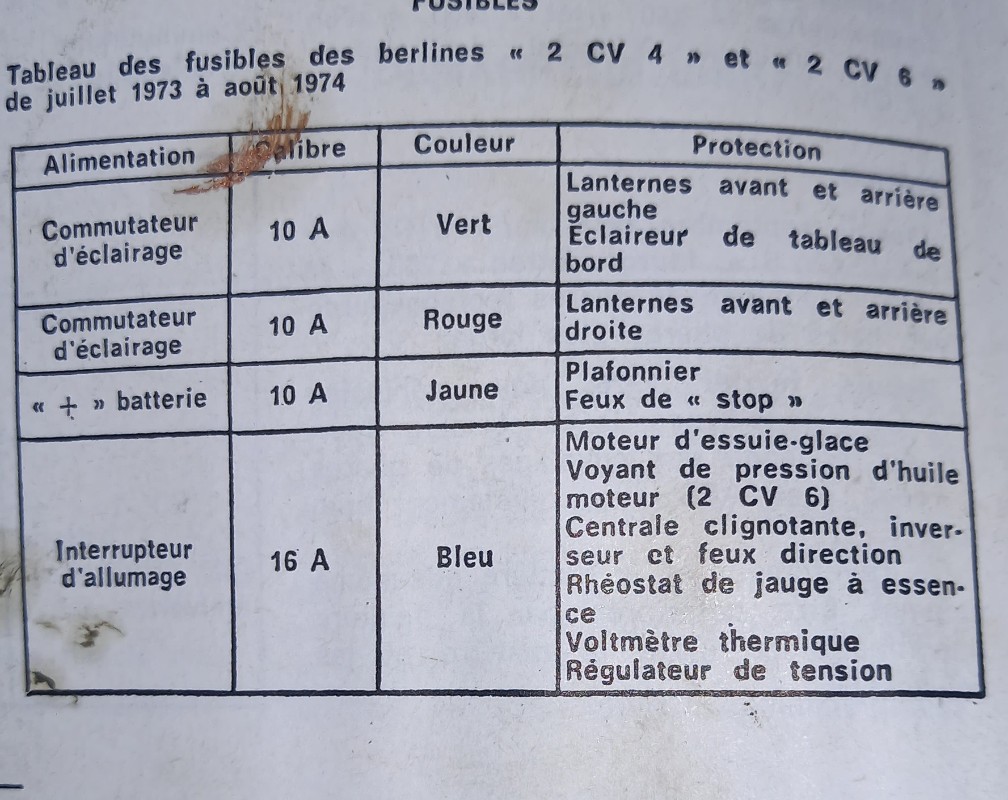 FUSIBLES
Tableau des fusibles des berlines « 2 CV 4 » et « 2 CV 6 »
de juillet 1973 à août 1974
Alimentation Calibre Couleur Protection
Commutateur
d'éclairage
10 A
Vert
Lanternes avant et arrière
gauche
Eclaireur de tableau de
bord
Commutateur
d'éclairage
10 A
Rouge
Lanternes avant et arrière
droite
« + » batterie
10 A
Jaune
Plafonnier
Feux de « stop »
Interrupteur
d'allumage
16 A
Bleu
Moteur d'essuie-glace
Voyant de pression d'huile
moteur (2 CV 6)
Centrale clignotante, inver-
seur et feux direction
Rhéostat de jauge à essen-
ce
Voltmètre thermique
Régulateur de tension